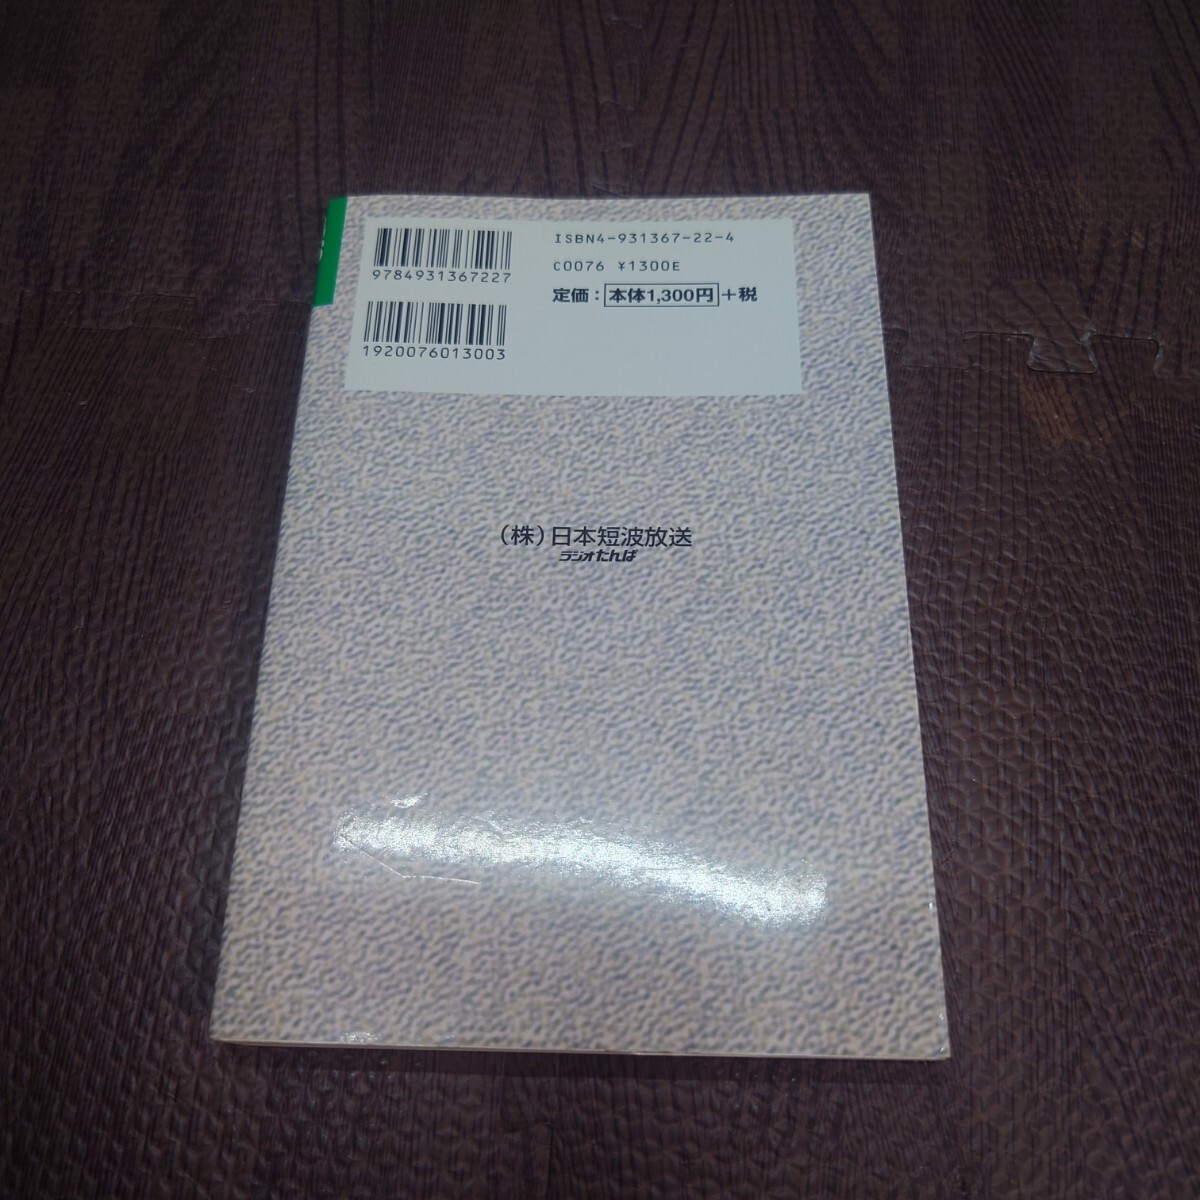 9784931367227
1920076013003
ISBN4-931367-22-4
C0076 ¥1300E
定価：本体1,300円+税
（株）日本短波放送
ラジオたんぱ